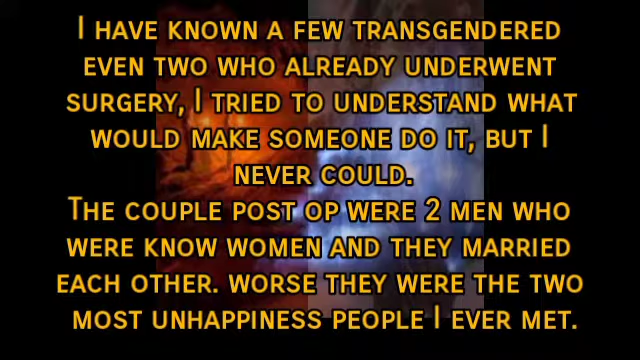 I HAVE KNOWN A FEW TRANSGENDERED
EVEN TWO WHO ALREADY UNDERWENT
SURGERY, I TRIED TO UNDERSTAND WHAT
WOULD MAKE SOMEONE DO IT, BUT I
NEVER COULD.
THE COUPLE POST OP WERE 2 MEN WHO
WERE KNOW WOMEN AND THEY MARRIED
EACH OTHER. WORSE THEY WERE THE TWO
MOST UNHAPPINESS PEOPLE I EVER MET.